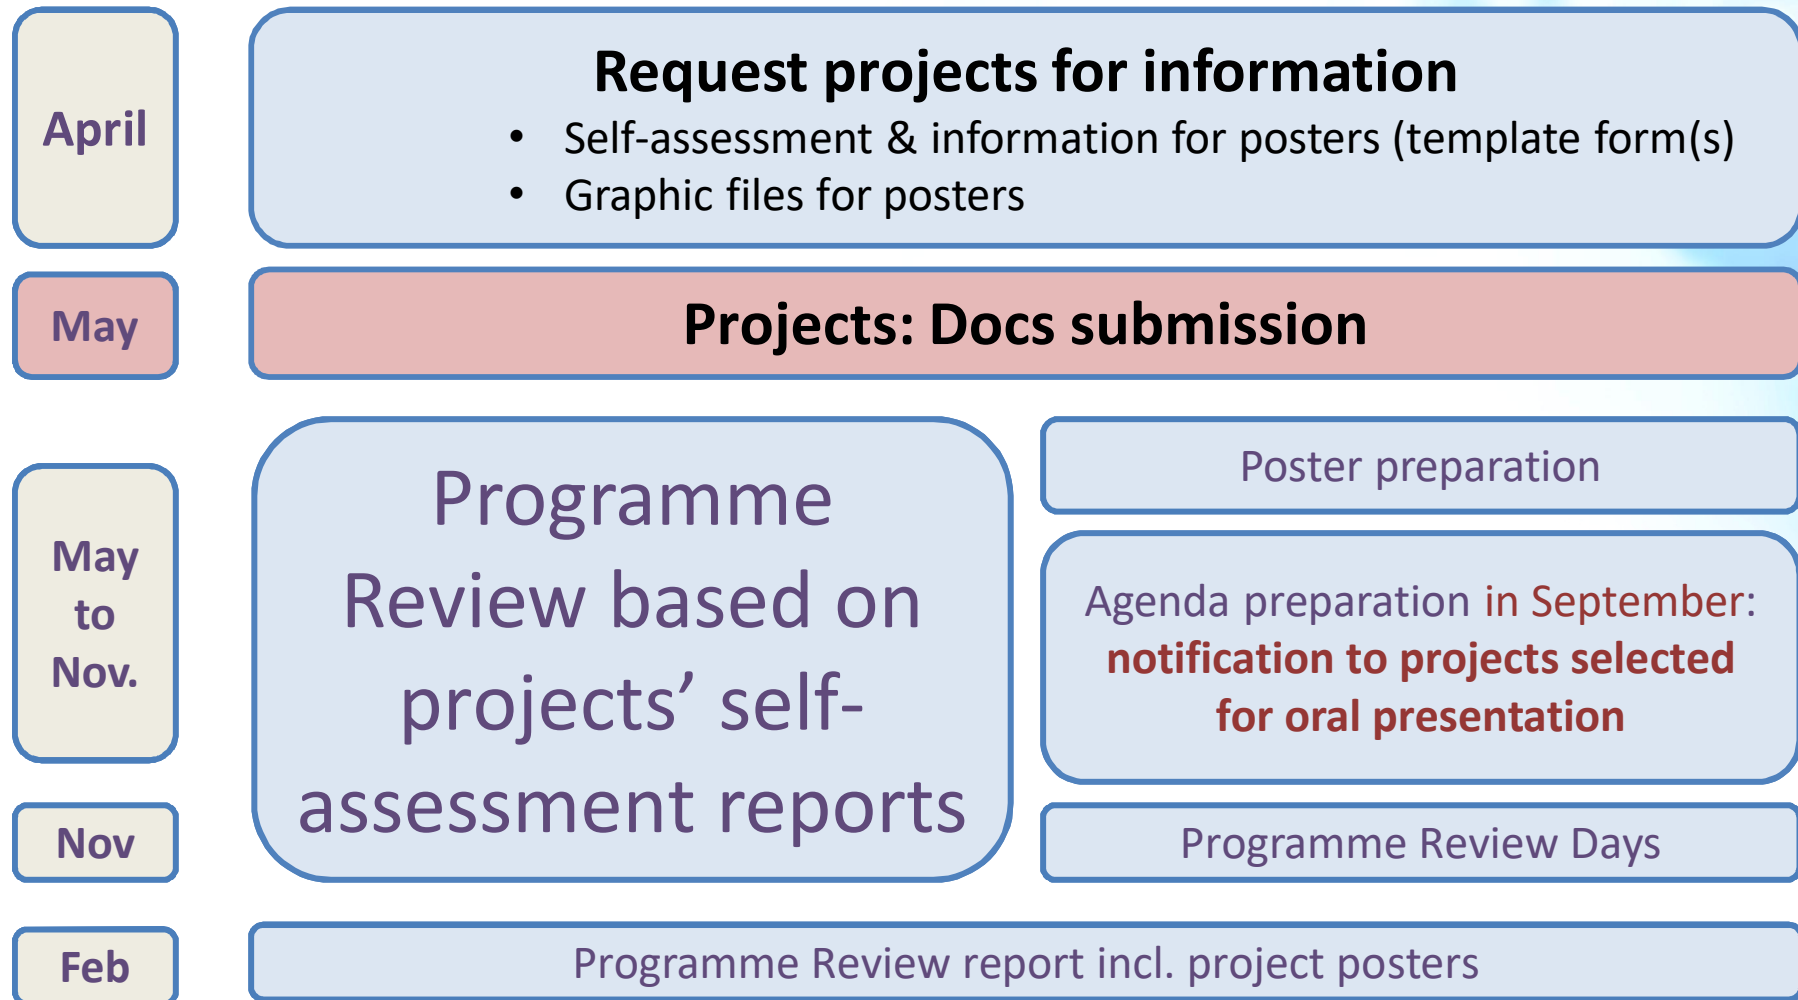 April
Request projects for information
• Self-assessment & information for posters (template form(s)
• Graphic files for posters
May
Projects: Docs submission
May
to
Nov.
Programme
Review based on
projects’ self-
assessment reports
Poster preparation
Agenda preparation in September:
notification to projects selected
for oral presentation
Nov
Programme Review Days
Feb
Programme Review report incl. project posters